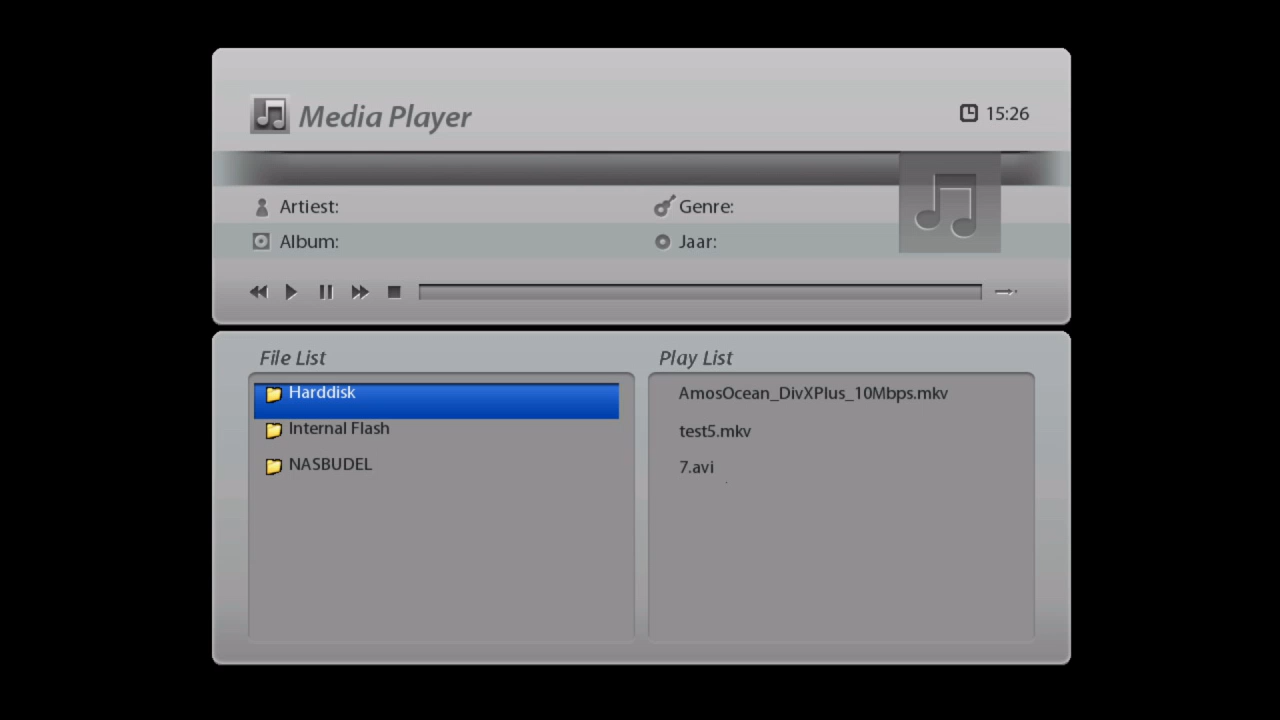 Media Player
15:26
Artiest:
Genre:
Album:
Jaar:
File List
Harddisk
Internal Flash
NASBUDEL
Play List
AmosOcean_DivXPlus_10Mbps.mkv
test5.mkv
7.avi